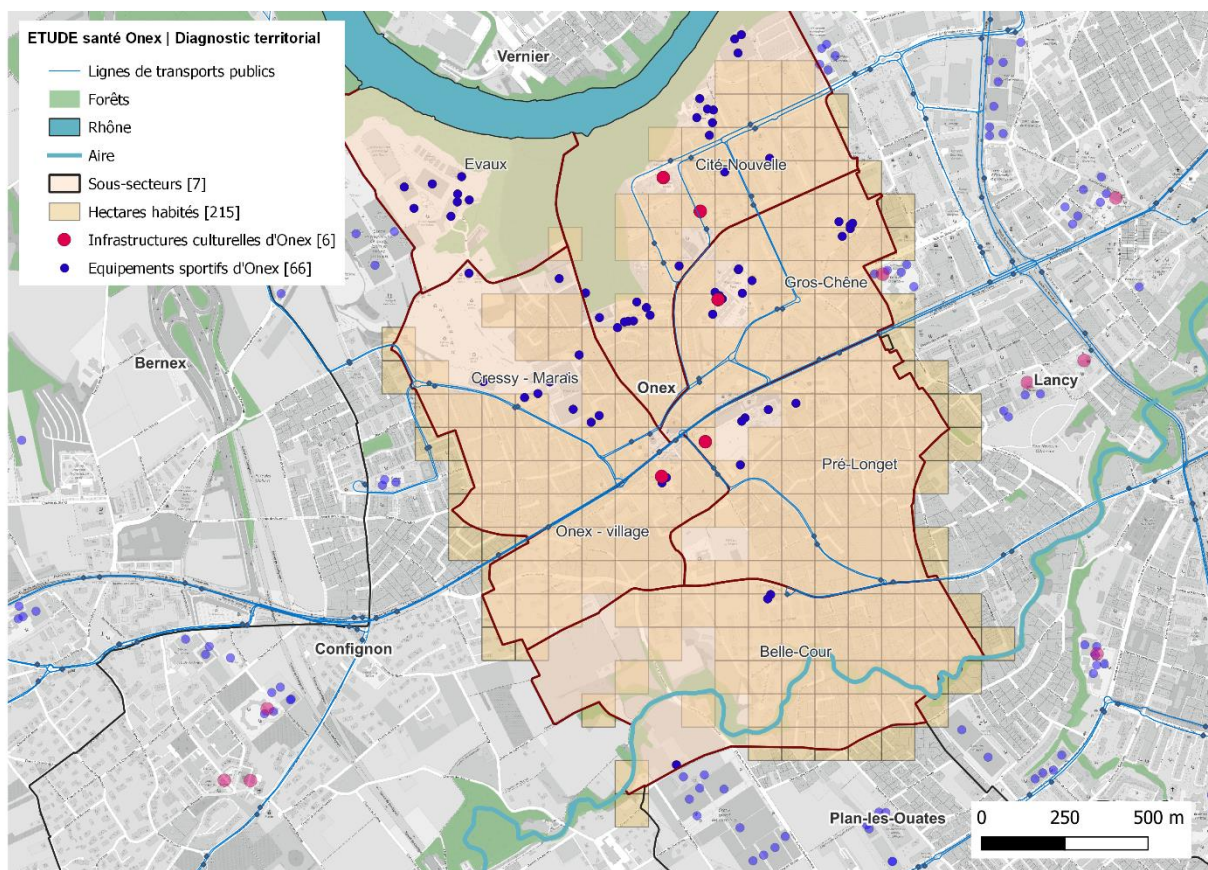 ETUDE santé Onex | Diagnostic territorial
Lignes de transports publics
Forêts
Rhône
Aire
Sous-secteurs [7]
Hectares habités [215]
Infrastructures culturelles d'Onex [6]
Equipements sportifs d'Onex [66]
Vernier
Evaux
Cité-Nouvelle
Gros-Chêne
Bernex
Cressy - Marais
Onex
Lancy
Pré-Longet
Onex - village
Confignon
Belle-Cour
Plan-les-Ouates
0 250 500 m